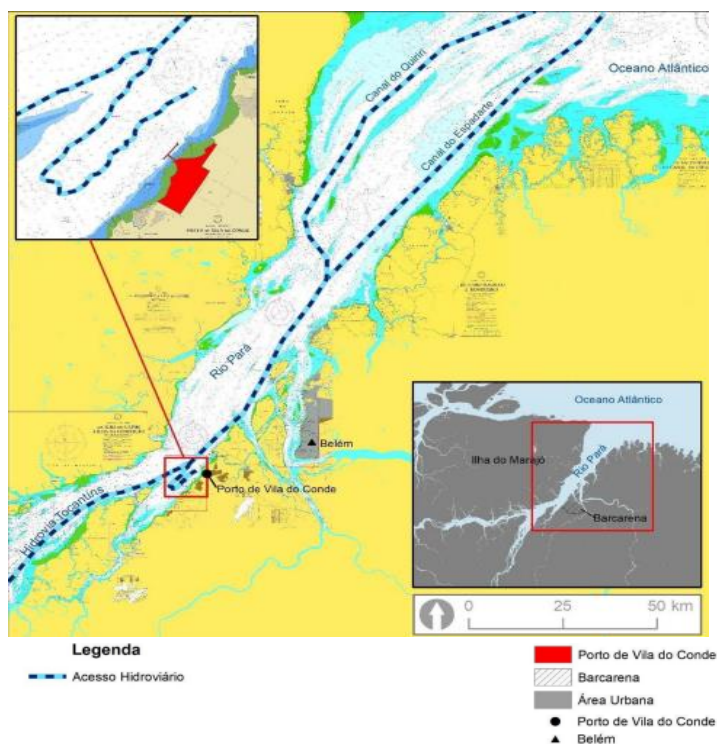 Oceano Atlântico
Canal do Quiriri
Canal do Espadarte
Rio Pará
Belém
Porto de Vila do Conde
Hidrovia Tocantins
Oceano Atlântico
Ilha do Marajó
Rio Pará
Barcarena
0 25 50 km
Legenda
Acesso Hidroviário
Porto de Vila do Conde
Barcarena
Área Urbana
Porto de Vila do Conde
Belém